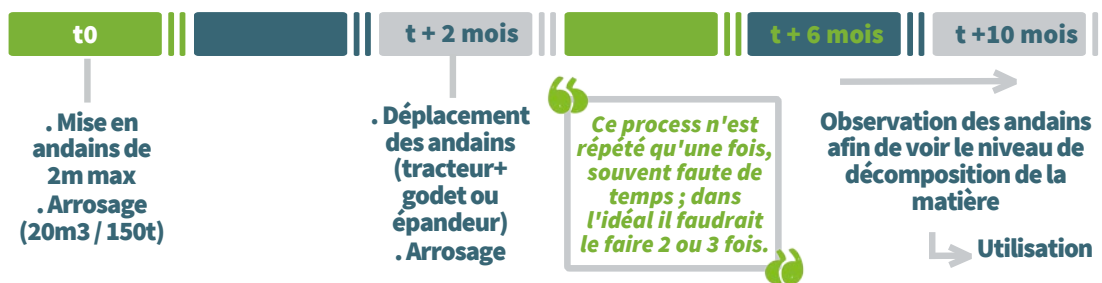 t0
t + 2 mois
t + 6 mois
t +10 mois
. Mise en
andains de
2m max
. Arrosage
(20m3 / 150t)
. Déplacement
des andains
(tracteur+
godet ou
épandeur)
. Arrosage
Ce process n'est
répété qu'une fois,
souvent faute de
temps ; dans
l'idéal il faudrait
le faire 2 ou 3 fois.
Observation des andains
afin de voir le niveau de
décomposition de la
matière
Utilisation